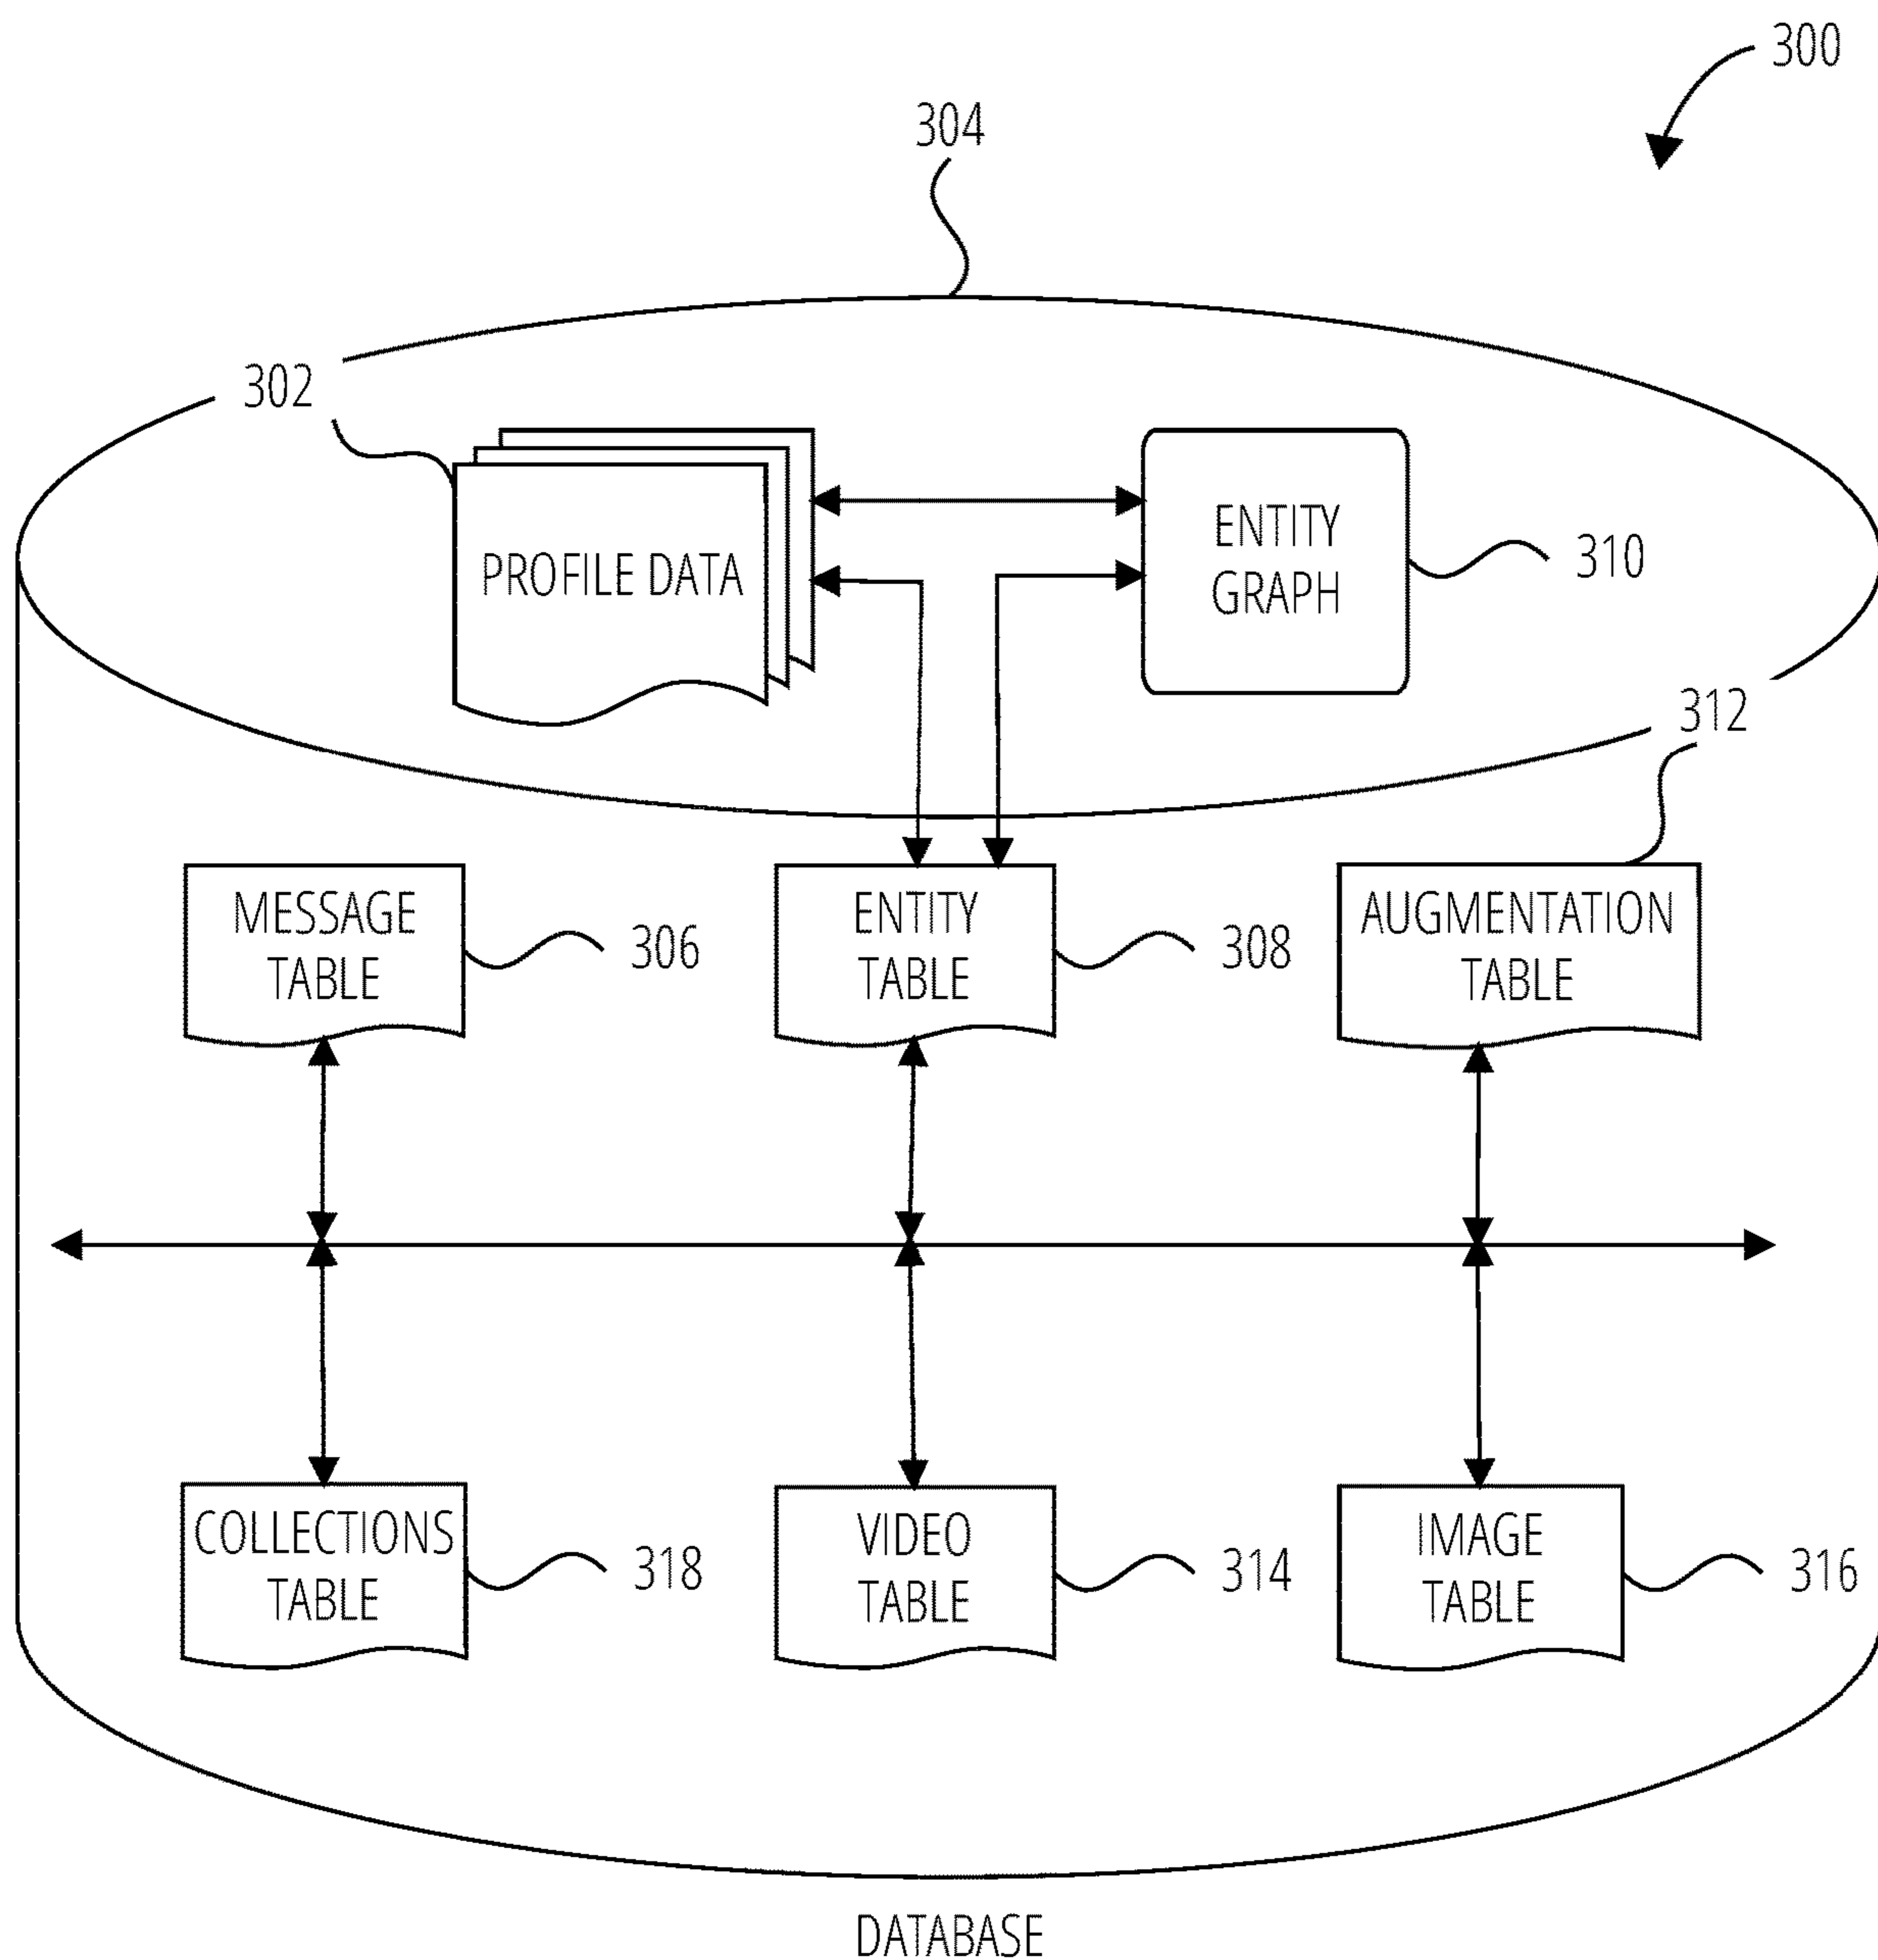 300
304
302
PROFILE DATA
ENTITY
GRAPH
310
312
MESSAGE
TABLE
306
ENTITY
TABLE
308
AUGMENTATION
TABLE
COLLECTIONS
TABLE
318
VIDEO
TABLE
314
IMAGE
TABLE
316
DATABASE